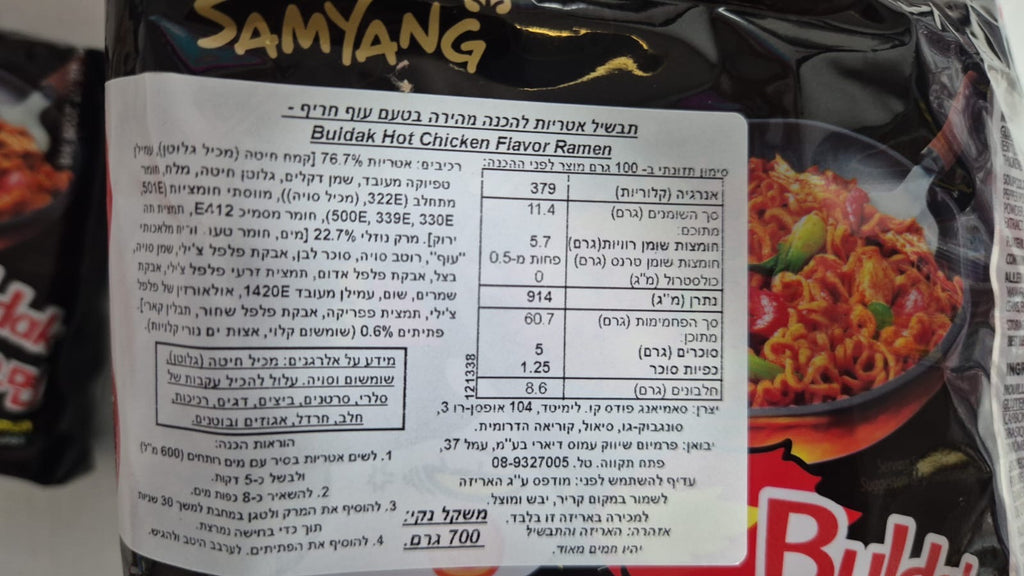 SAMYANG
תבשיל אטריות להכנה מהירה בטעם עוף חריף -
Buldak Hot Chicken Flavor Ramen
רכיבים: אטריות 76.7% [קמח חיטה (מכיל גלוטן), עמילן
טפיוקה מעובד, שמן דקלים, גלוטן חיטה, מלח, חומר
מתחלב (322E, (מכיל סויה)), מווסתי חומציות (501E,
500E, 339E, 330E), חומר מסמיך E412, תמצית תה
ירוק]. מרק נוזלי 22.7% [מים, חומר טעם וריח מלאכותי
"עוף", רוטב סויה, סוכר לבן, אבקת פלפל צ'ילי, שמן סויה,
בצל, אבקת פלפל אדום, תמצית זרעי פלפל צ'ילי, אבקת
שמרים, שום, עמילן מעובד 1420E, אולאורזין של פלפל
צ'ילי, תמצית פפריקה, אבקת פלפל שחור, תבלין קארי].
פתיתים 0.6% (שומשום קלוי, אצות ים נורי קלויות).
מידע על אלרגנים: מכיל חיטה (גלוטן),
שומשום וסויה. עלול להכיל עקבות של
סלרי, סרטנים, ביצים, דגים, רכיכות,
חלב, חרדל, אגוזים ובוטנים.
הוראות הכנה:
1. לשים אטריות בסיר עם מים רותחים (600 מ"ל)
ולבשל כ-5 דקות.
2. להשאיר כ-8 כפות מים.
3. להוסיף את המרק ולטגן במחבת למשך 30 שניות
תוך כדי בחישה נמרצת.
4. להוסיף את הפתיתים. לערבב היטב ולהגיש.
משקל נקי:
700 גרם.
סימון תזונתי ב- 100 גרם מוצר לפני ההכנה:
אנרגיה (קלוריות) 379
סך השומנים (גרם) 11.4
מתוכם:
חומצות שומן רוויות(גרם) 5.7
חומצות שומן טרנס (גרם) פחות מ-0.5
כולסטרול (מ"ג) 0
נתרן (מ"ג) 914
סך הפחמימות (גרם) 60.7
מתוכן:
סוכרים (גרם) 5
כפיות סוכר 1.25
חלבונים (גרם) 8.6
121338
יצרן: סאמיאנג פודס קו. לימיטד, 104 אופסן-רו 3,
סונגביוק-גו, סיאול, קוריאה הדרומית.
יבואן: פרמיום שיווק עמוס דיארי בע"מ, עמל 37,
פתח תקווה. טל. 08-9327005
עדיף להשתמש לפני: מודפס ע"ג האריזה
לשמור במקום קריר, יבש ומוצל.
למכירה באריזה זו בלבד.
אזהרה: האריזה והתבשיל
יהיו חמים מאוד.
Bulda